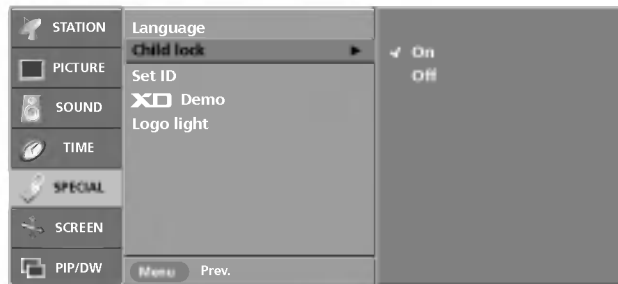 STATION
PICTURE
SOUND
TIME
SPECIAL
SCREEN
PIP/DW
Language
Child lock
Set ID
XD Demo
Logo light
Menu Prev.
On
Off